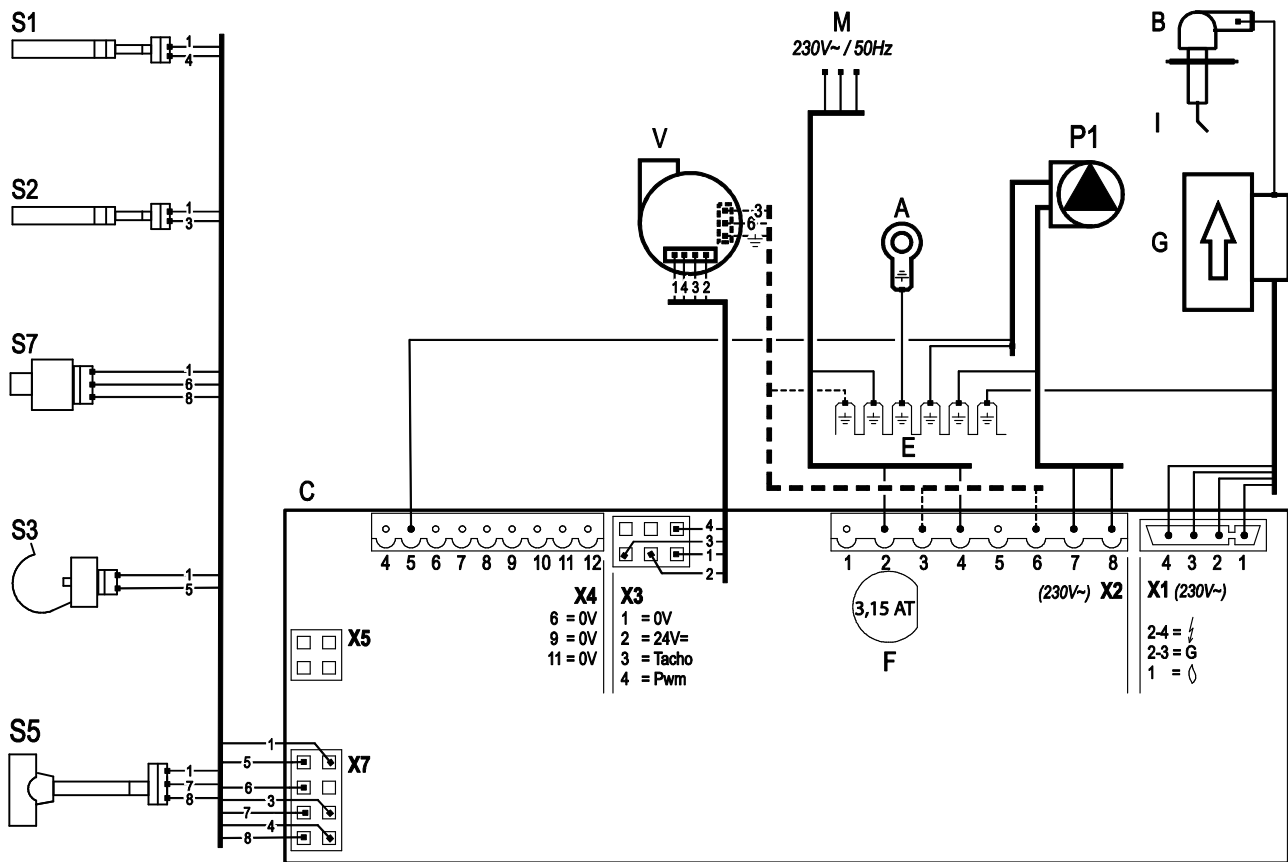 S1
1
4
S2
1
3
S7
1
6
8
S3
1
5
S5
1
7
8
V
3
6
1 4 3 2
M
230V~ / 50Hz
A
E
P1
B
I
G
C
4 5 6 7 8 9 10 11 12
X4
6 = 0V
9 = 0V
11 = 0V
4
3
1
2
X3
1 = 0V
2 = 24V=
3 = Tacho
4 = Pwm
1 2 3 4 5 6 7 8
(230V~) X2
3,15 AT
F
4 3 2 1
X1 (230V~)
2-4 =
2-3 = G
1 =
X5
X7
1
5
6
3
7
4
8